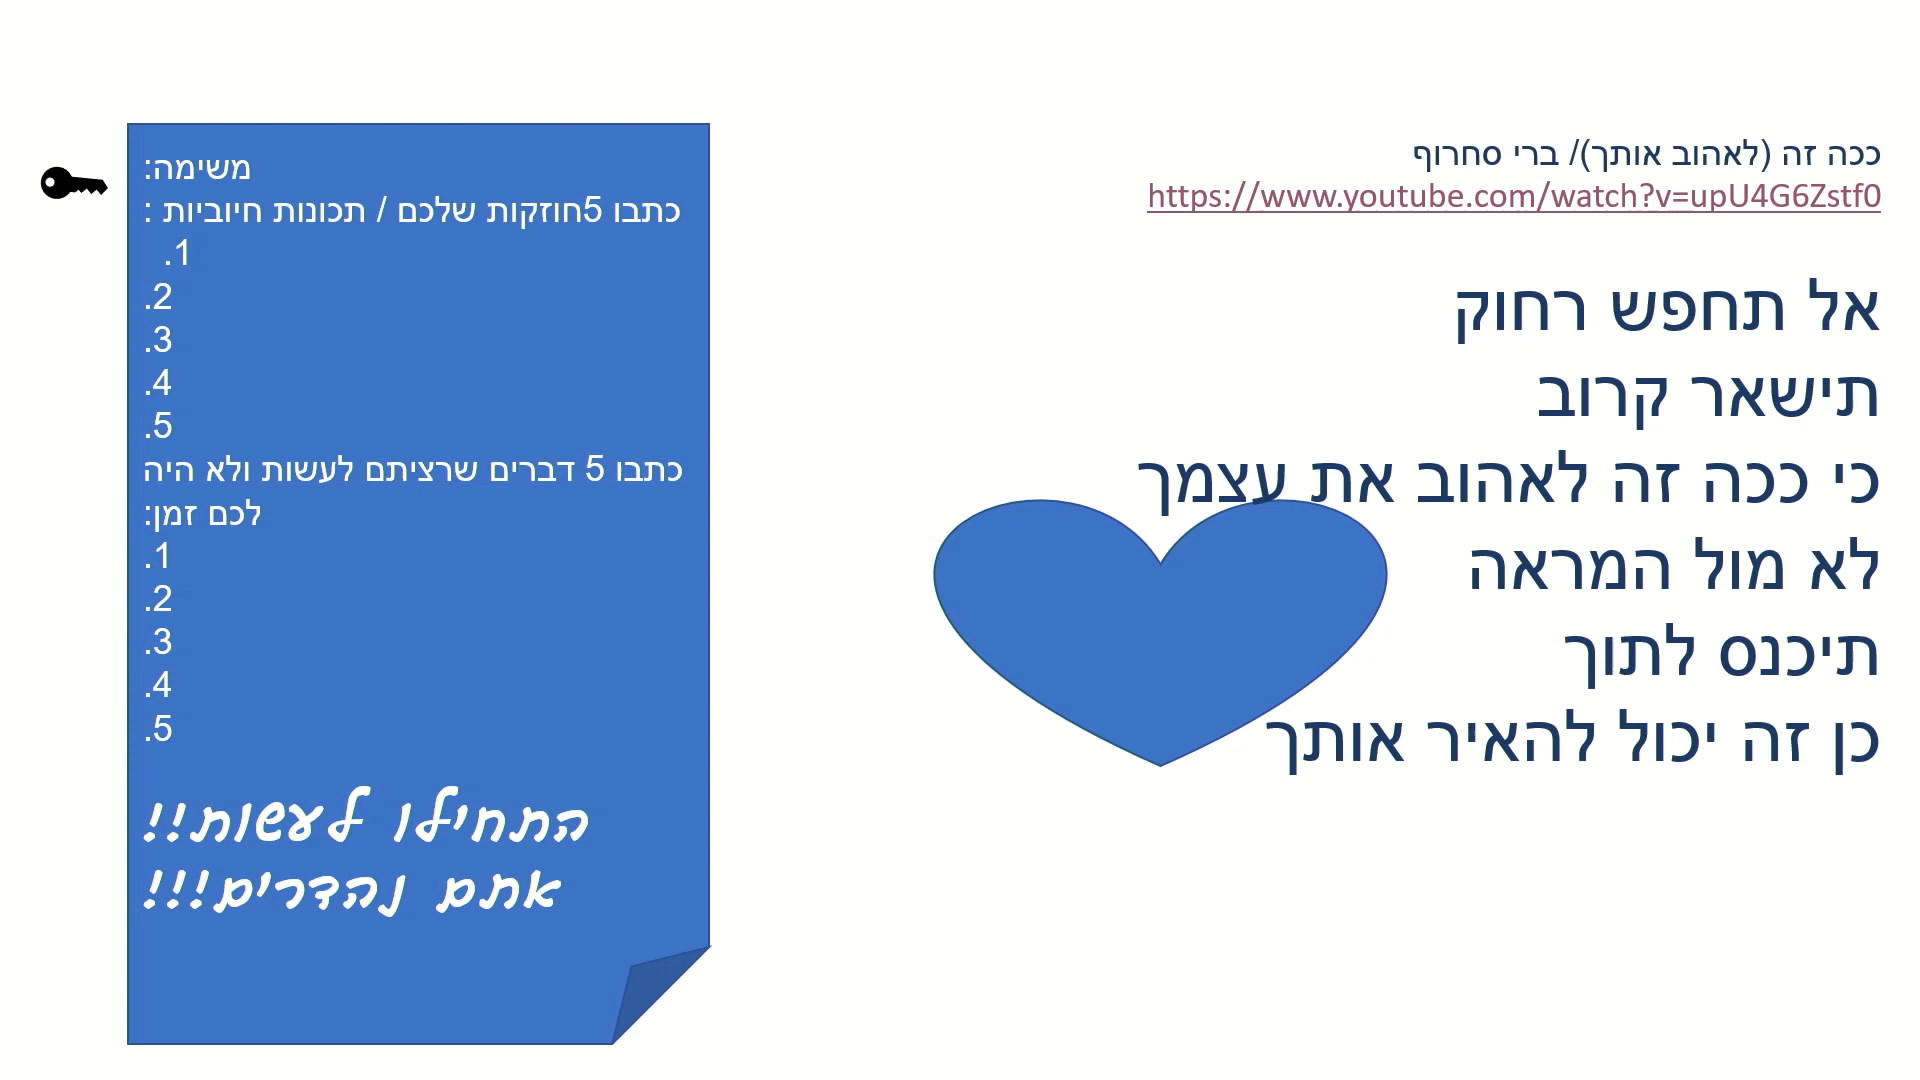 ככה זה (לאהוב אותך)/ ברי סחרוף
https://www.youtube.com/watch?v=upU4G6Zstf0
אל תחפש רחוק
תישאר קרוב
כי ככה זה לאהוב את עצמך
לא מול המראה
תיכנס לתוך
כן זה יכול להאיר אותך
משימה:
כתבו 5חוזקות שלכם / תכונות חיוביות :
1.
2.
3.
4.
5.
כתבו 5 דברים שרציתם לעשות ולא היה
לכם זמן:
1.
2.
3.
4.
5.
התחילו לעשות!!
אתם נהדרים!!!